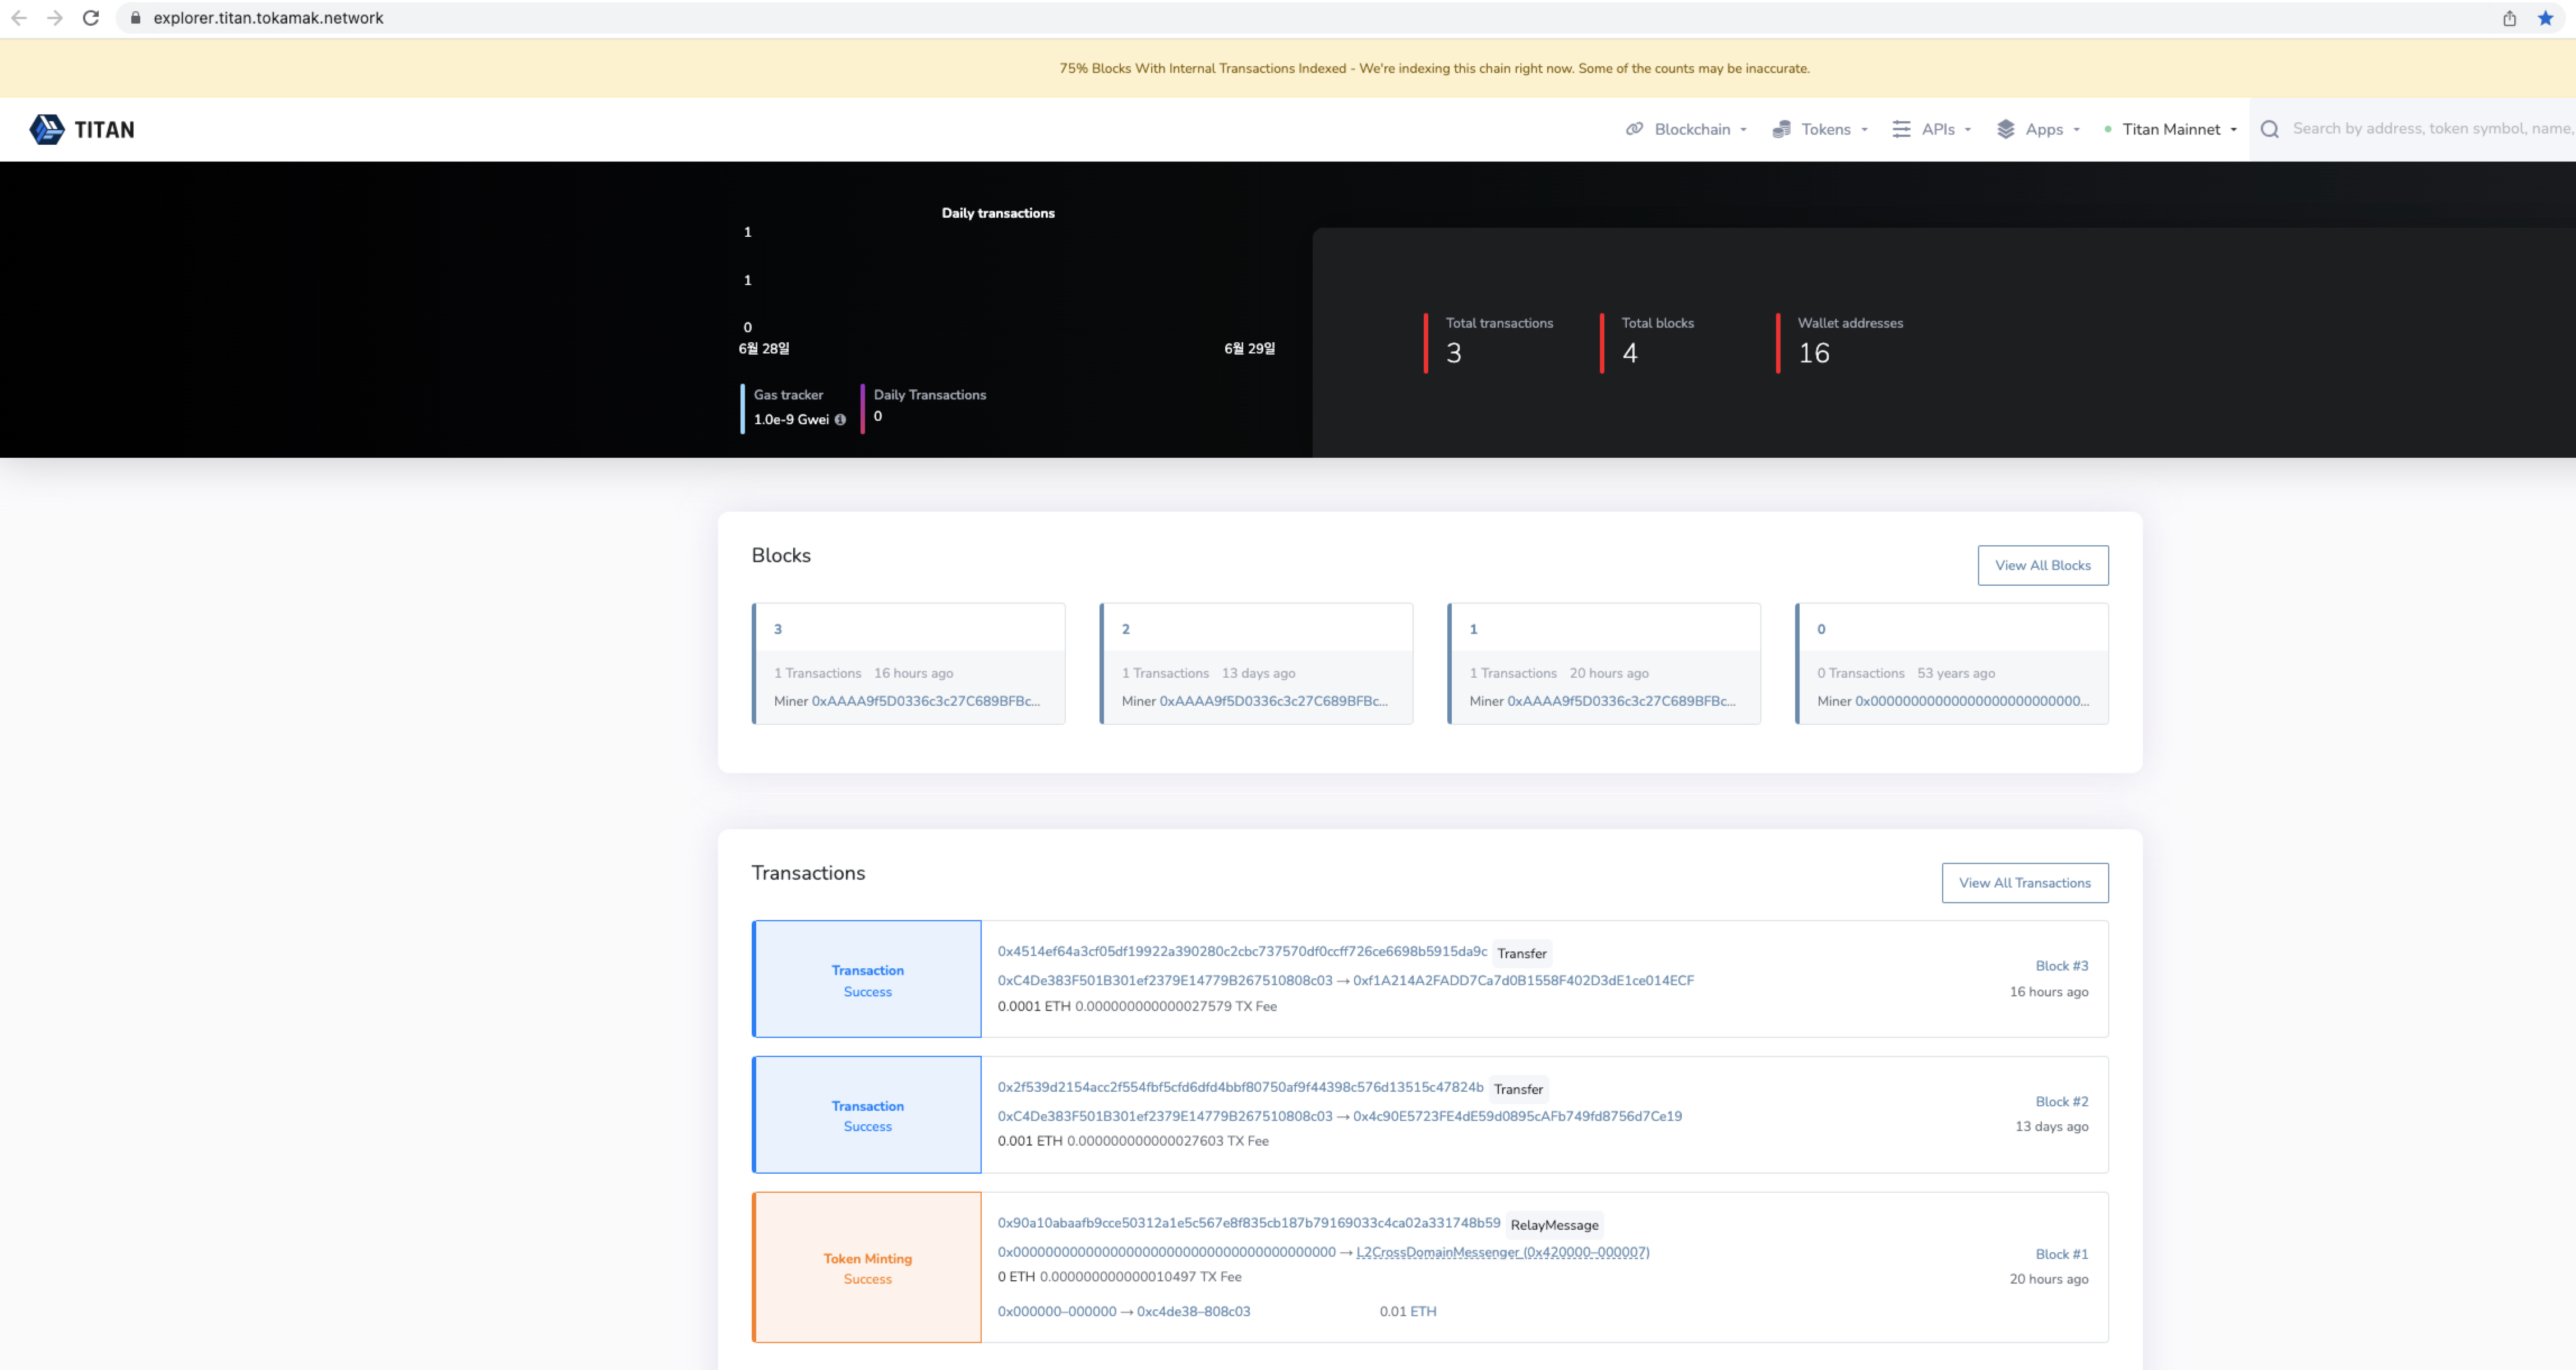 explorer.titan.tokamak.network
75% Blocks With Internal Transactions Indexed - We're indexing this chain right now. Some of the counts may be inaccurate.
TITAN
Blockchain
Tokens
APIs
Apps
Titan Mainnet
Search by address, token symbol, name,
Daily transactions
1
1
0
6월 28일
6월 29일
Gas tracker
1.0e-9 Gwei
Daily Transactions
0
Total transactions
3
Total blocks
4
Wallet addresses
16
Blocks
View All Blocks
3
1 Transactions 16 hours ago
Miner 0xAAAA9f5D0336c3c27C689BFBc...
2
1 Transactions 13 days ago
Miner 0xAAAA9f5D0336c3c27C689BFBc...
1
1 Transactions 20 hours ago
Miner 0xAAAA9f5D0336c3c27C689BFBc...
0
0 Transactions 53 years ago
Miner 0x00000000000000000000000000...
Transactions
View All Transactions
Transaction
Success
0x4514ef64a3cf05df19922a390280c2cbc737570df0ccff726ce6698b5915da9c Transfer
0xC4De383F501B301ef2379E14779B267510808c03 → 0xf1A214A2FADD7Ca7d0B1558F402D3dE1ce014ECF
0.0001 ETH 0.000000000000027579 TX Fee
Block #3
16 hours ago
Transaction
Success
0x2f539d2154acc2f554fbf5cfd6dfd4bbf80750af9f44398c576d13515c47824b Transfer
0xC4De383F501B301ef2379E14779B267510808c03 → 0x4c90E5723FE4dE59d0895cAFb749fd8756d7Ce19
0.001 ETH 0.000000000000027603 TX Fee
Block #2
13 days ago
Token Minting
Success
0x90a10abaafb9cce50312a1e5c567e8f835cb187b79169033c4ca02a331748b59 RelayMessage
0x0000000000000000000000000000000000000000 → L2CrossDomainMessenger (0x420000–000007)
0 ETH 0.000000000000010497 TX Fee
0x000000–000000 → 0xc4de38–808c03 0.01 ETH
Block #1
20 hours ago